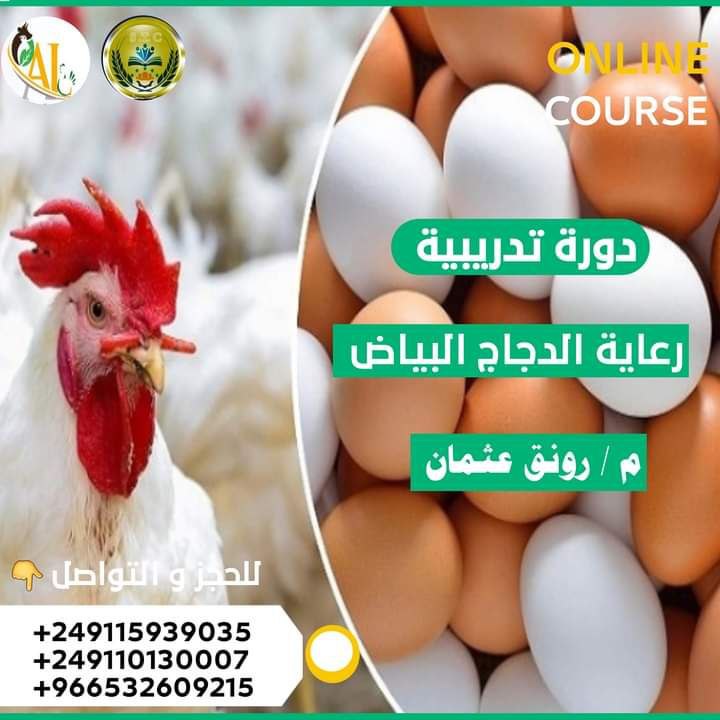 ONLINE
COURSE
دورة تدريبية
رعاية الدجاج البياض
م / رونق عثمان
للحجز و التواصل
+249115939035
+249110130007
+966532609215